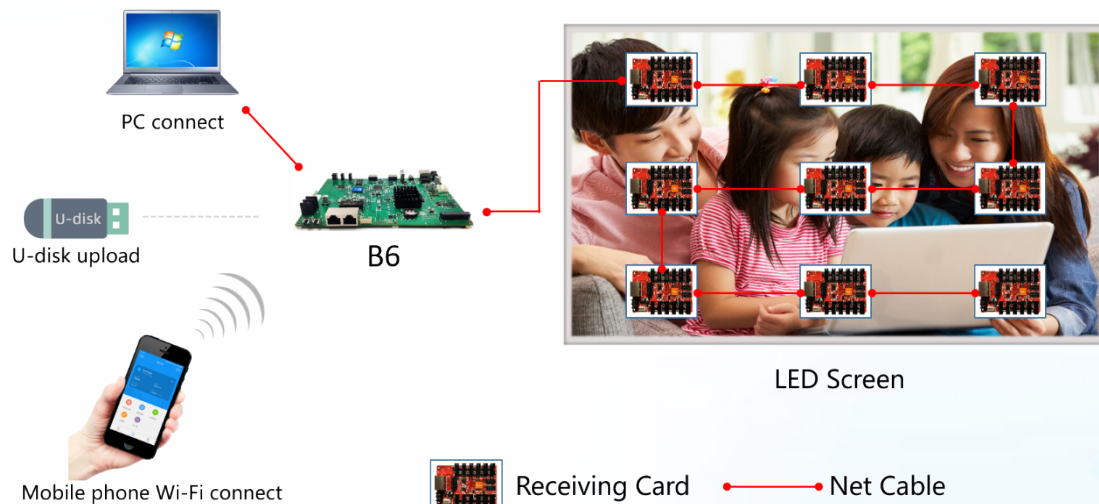 PC connect
U-disk
U-disk upload
B6
Mobile phone Wi-Fi connect
LED Screen
Receiving Card
Net Cable